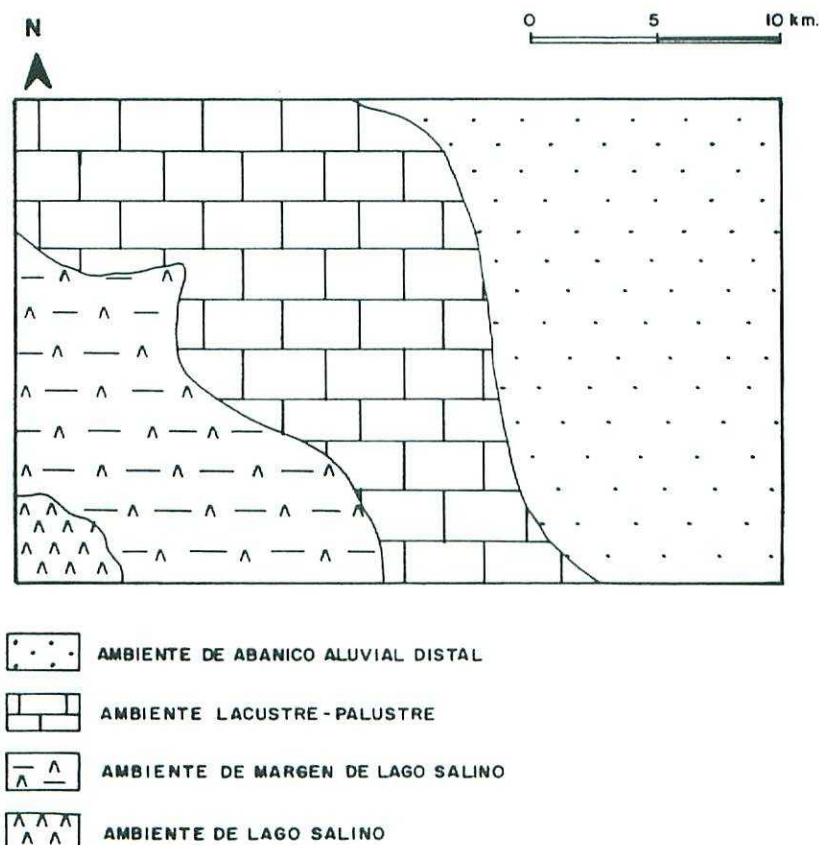 N
0 5 10 km.
AMBIENTE DE ABANICO ALUVIAL DISTAL
AMBIENTE LACUSTRE-PALUSTRE
AMBIENTE DE MARGEN DE LAGO SALINO
AMBIENTE DE LAGO SALINO